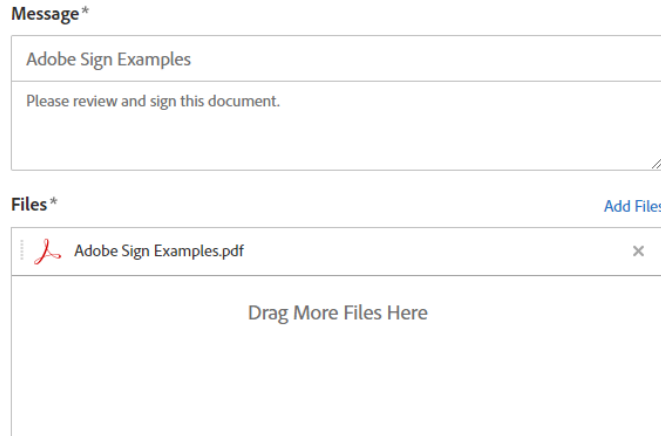 Message*
Adobe Sign Examples
Please review and sign this document.
Files*
Add Files
Adobe Sign Examples.pdf
Drag More Files Here